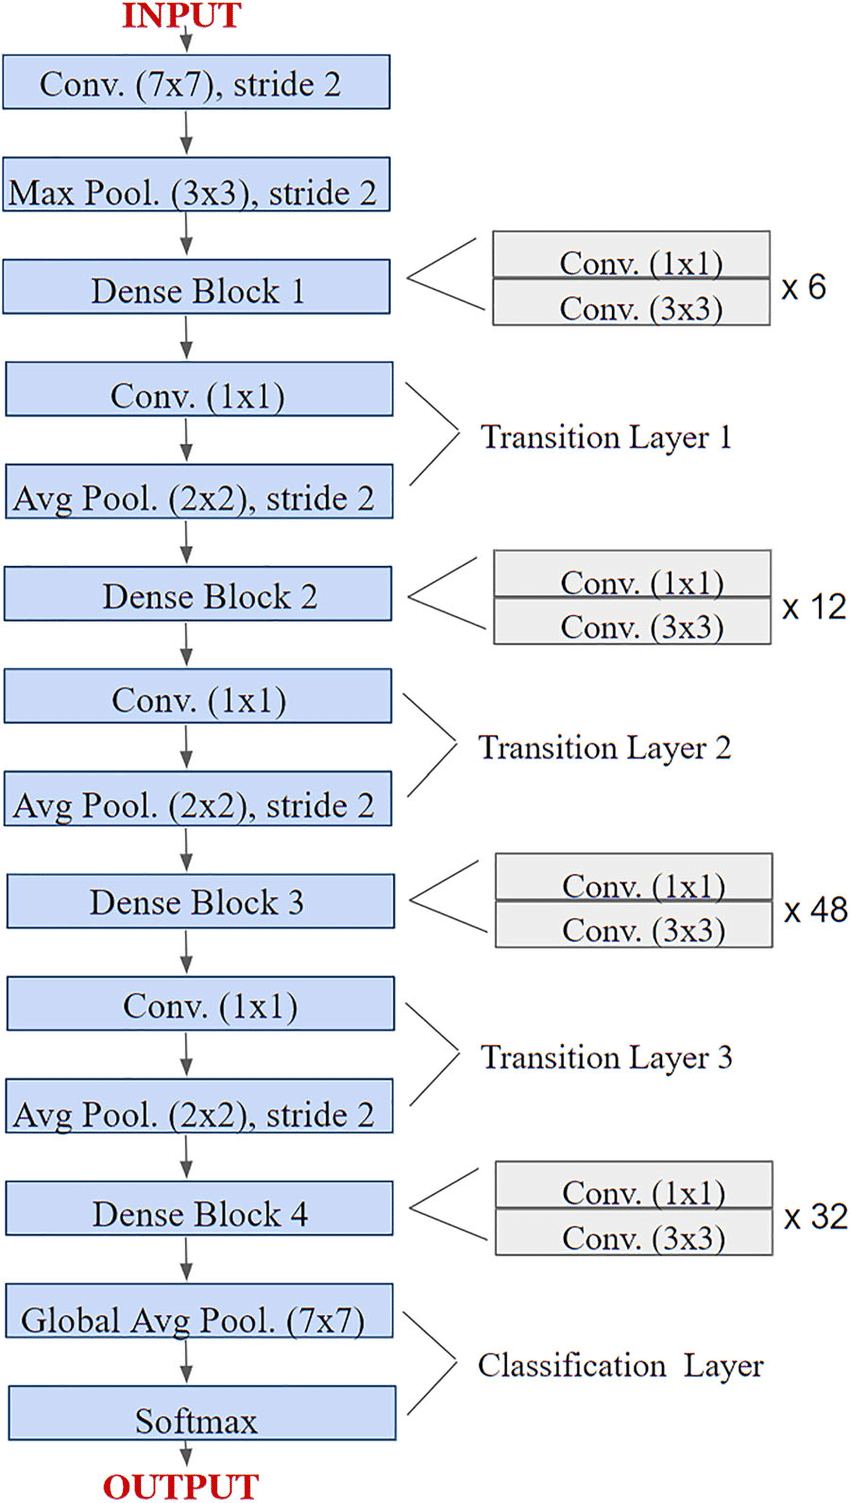 INPUT
Conv. (7x7), stride 2
Max Pool. (3x3), stride 2
Dense Block 1
Conv. (1x1)
Conv. (3x3)
x 6
Conv. (1x1)
Transition Layer 1
Avg Pool. (2x2), stride 2
Dense Block 2
Conv. (1x1)
Conv. (3x3)
x 12
Conv. (1x1)
Transition Layer 2
Avg Pool. (2x2), stride 2
Dense Block 3
Conv. (1x1)
Conv. (3x3)
x 48
Conv. (1x1)
Transition Layer 3
Avg Pool. (2x2), stride 2
Dense Block 4
Conv. (1x1)
Conv. (3x3)
x 32
Global Avg Pool. (7x7)
Classification Layer
Softmax
OUTPUT